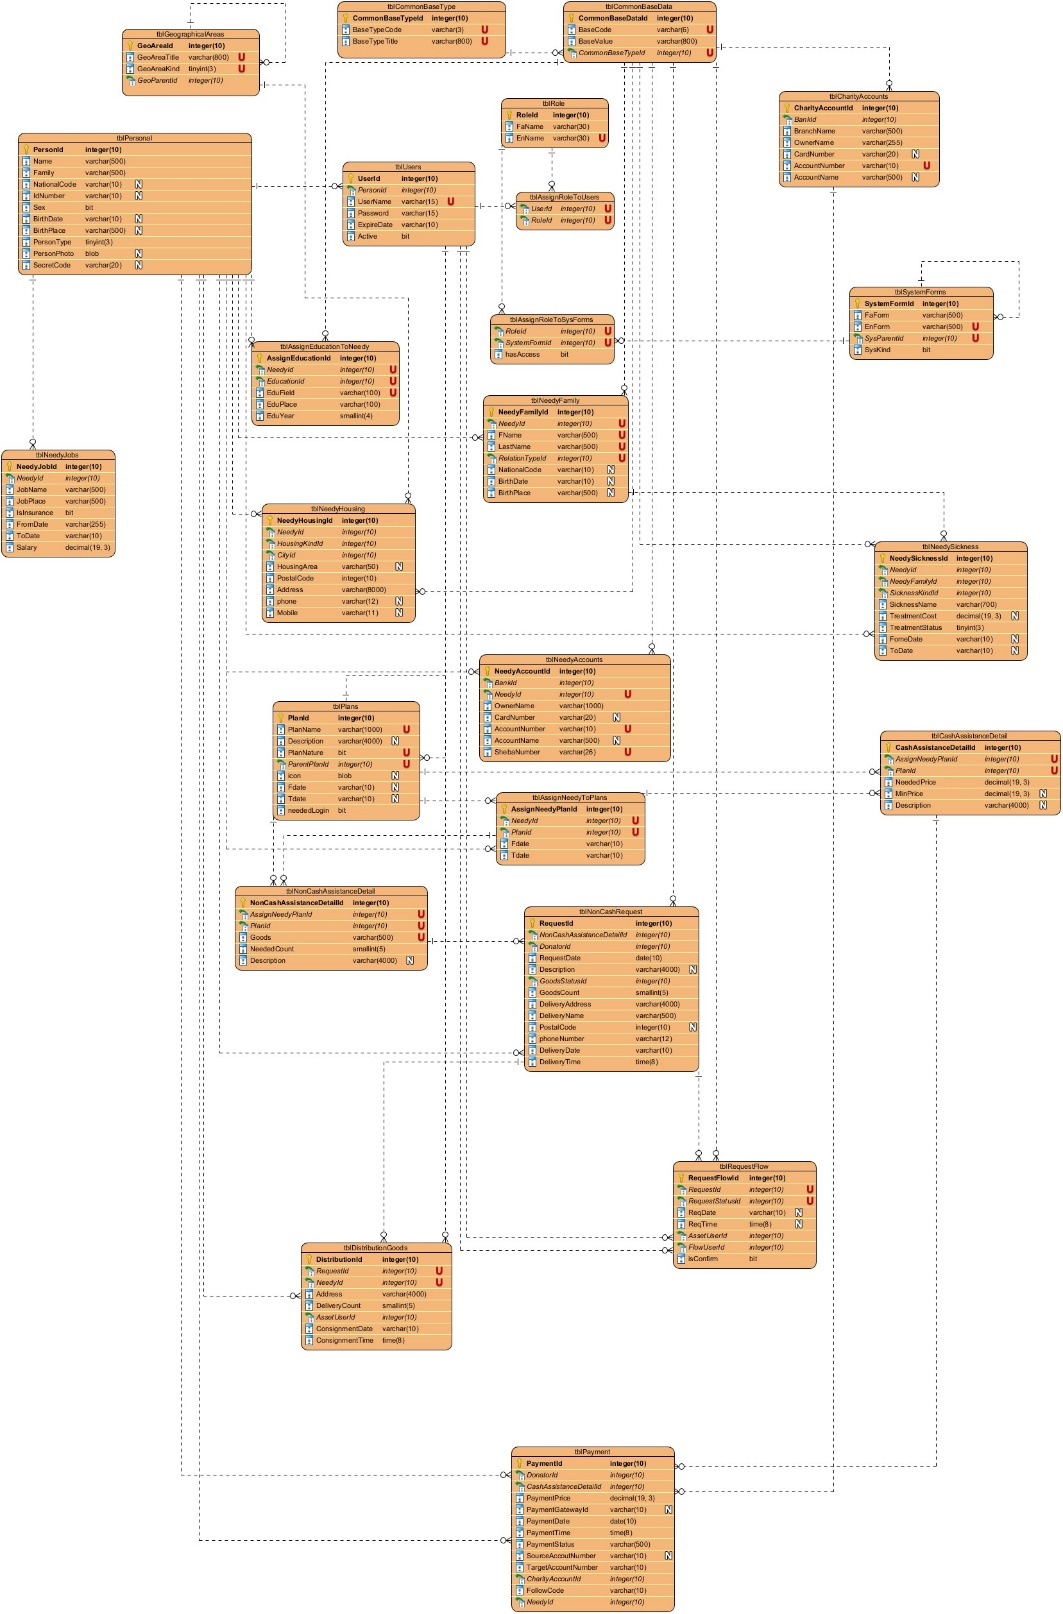 tblCommonBaseType
CommonBaseTypeId integer(10)
BaseTypeCode varchar(3) U
BaseTypeTitle varchar(800) U
tblCommonBaseData
CommonBaseDataId integer(10)
BaseCode varchar(6) U
BaseValue varchar(800)
CommonBaseTypeId integer(10) U
tblGeographicalAreas
GeoAreaId integer(10)
GeoAreaTitle varchar(800) U
GeoAreaKind tinyint(3) U
GeoParentId integer(10)
tblCharityAccounts
CharityAccountId integer(10)
BankId integer(10)
BranchName varchar(500)
OwnerName varchar(255)
CardNumber varchar(20) N
AccountNumber varchar(10) U
AccountName varchar(500) N
tblRole
RoleId integer(10)
FaName varchar(30)
EnName varchar(30) U
tblPersonal
PersonId integer(10)
Name varchar(500)
Family varchar(500)
NationalCode varchar(10) N
IdNumber varchar(10) N
Sex bit
BirthDate varchar(10) N
BirthPlace varchar(500) N
PersonType tinyint(3)
PersonPhoto blob N
SecretCode varchar(20) N
tblUsers
UserId integer(10)
PersonId integer(10)
UserName varchar(15) U
Password varchar(15)
ExpireDate varchar(10)
Active bit
tblAssignRoleToUsers
UserId integer(10) U
RoleId integer(10) U
tblSystemForms
SystemFormId integer(10)
FaForm varchar(500)
EnForm varchar(500) U
SysParentId integer(10) U
SysKind bit
tblAssignRoleToSysForms
RoleId integer(10) U
SystemFormId integer(10) U
hasAccess bit
tblAssignEducationToNeedy
AssignEducationId integer(10)
NeedyId integer(10) U
EducationId integer(10) U
EduField varchar(100) U
EduPlace varchar(100)
EduYear smallint(4)
tblNeedyFamily
NeedyFamilyId integer(10)
NeedyId integer(10) U
FName varchar(500) U
LastName varchar(500) U
RelationTypeId integer(10) U
NationalCode varchar(10) N
BirthDate varchar(10) N
BirthPlace varchar(500) N
tblNeedyJobs
NeedyJobId integer(10)
NeedyId integer(10)
JobName varchar(500)
JobPlace varchar(500)
IsInsurance bit
FromDate varchar(255)
ToDate varchar(10)
Salary decimal(19, 3)
tblNeedyHousing
NeedyHousingId integer(10)
NeedyId integer(10)
HousingKindId integer(10)
CityId integer(10)
HousingArea varchar(50) N
PostalCode integer(10)
Address varchar(8000)
phone varchar(12) N
Mobile varchar(11) N
tblNeedySickness
NeedySicknessId integer(10)
NeedyId integer(10)
NeedyFamilyId integer(10)
SicknessKindId integer(10)
SicknessName varchar(700)
TreatmentCost decimal(19, 3) N
TreatmentStatus tinyint(3)
FomeDate varchar(10) N
ToDate varchar(10) N
tblNeedyAccounts
NeedyAccountId integer(10)
BankId integer(10)
NeedyId integer(10) U
OwnerName varchar(1000)
CardNumber varchar(20) N
AccountNumber varchar(10) U
AccountName varchar(500) N
ShebaNumber varchar(26) U
tblPlans
PlanId integer(10)
PlanName varchar(1000) U
Description varchar(4000) N
PlanNature bit U
ParentPlanId integer(10) U
icon blob N
Fdate varchar(10) N
Tdate varchar(10) N
neededLogin bit
tblCashAssistanceDetail
CashAssistanceDetailId integer(10)
AssignNeedyPlanId integer(10) U
PlanId integer(10) U
NeededPrice decimal(19, 3)
MinPrice decimal(19, 3) N
Description varchar(4000) N
tblAssignNeedyToPlans
AssignNeedyPlanId integer(10)
NeedyId integer(10) U
PlanId integer(10) U
Fdate varchar(10)
Tdate varchar(10)
tblNonCashAssistanceDetail
NonCashAssistanceDetailId integer(10)
AssignNeedyPlanId integer(10) U
PlanId integer(10) U
Goods varchar(500) U
NeededCount smallint(5)
Description varchar(4000) N
tblNonCashRequest
RequestId integer(10)
NonCashAssistanceDetailId integer(10)
DonatorId integer(10)
RequestDate date(10)
Description varchar(4000) N
GoodsStatusId integer(10)
GoodsCount smallint(5)
DeliveryAddress varchar(4000)
DeliveryName varchar(500)
PostalCode integer(10) N
phoneNumber varchar(12)
DeliveryDate varchar(10)
DeliveryTime time(8)
tblRequestFlow
RequestFlowId integer(10)
RequestId integer(10) U
RequestStatusId integer(10) U
ReqDate varchar(10) N
ReqTime time(8) N
AssetUserId integer(10)
FlowUserId integer(10)
isConfirm bit
tblDistributionGoods
DistributionId integer(10)
RequestId integer(10) U
NeedyId integer(10) U
Address varchar(4000)
DeliveryCount smallint(5)
AssetUserId integer(10)
ConsignmentDate varchar(10)
ConsignmentTime time(8)
tblPayment
PaymentId integer(10)
DonatorId integer(10)
CashAssistanceDetailId integer(10)
PaymentPrice decimal(19, 3)
PaymentGatewayId varchar(10) N
PaymentDate date(10)
PaymentTime time(8)
PaymentStatus varchar(500)
SourceAccoutNumber varchar(10) N
TargetAccountNumber varchar(10)
CharityAccountId integer(10)
FollowCode varchar(10)
NeedyId integer(10)